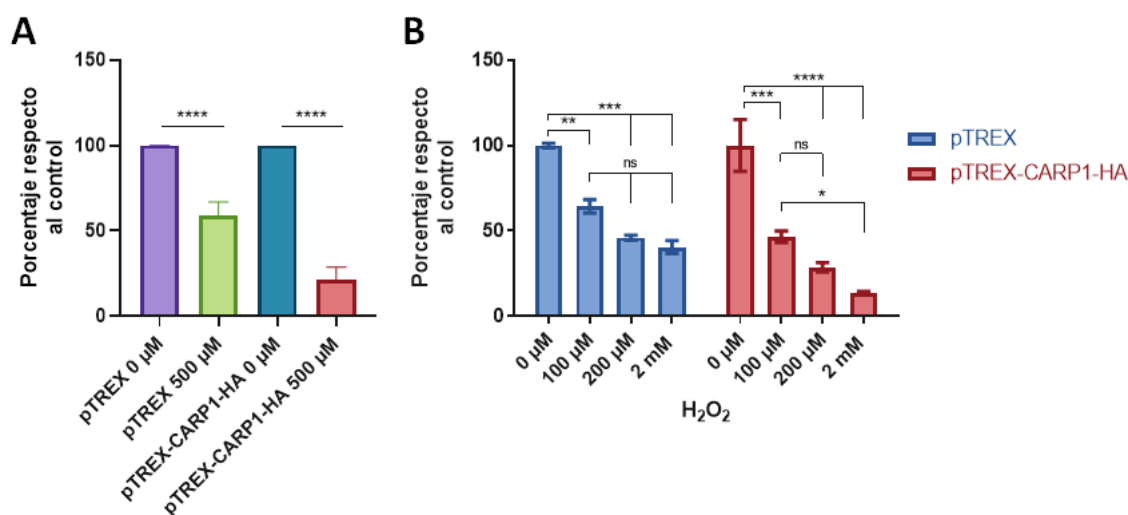 A
Porcentaje respecto
al control
150
100
50
0
****
****
pTREX 0 µM
pTREX 500 µM
pTREX-CARP1-HA 0 µM
pTREX-CARP1-HA 500 µM
B
Porcentaje respecto
al control
150
100
50
0
***
**
ns
****
***
ns
*
0 µM
100 µM
200 µM
2 mM
0 µM
100 µM
200 µM
2 mM
H₂O₂
pTREX
pTREX-CARP1-HA